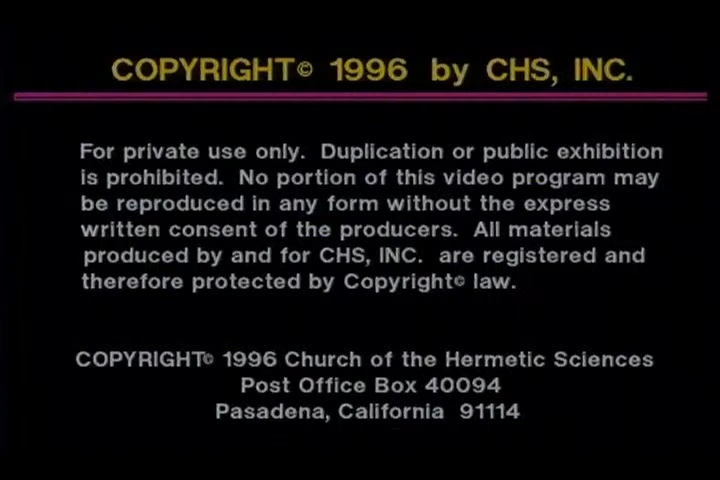 COPYRIGHT© 1996 by CHS, INC.
For private use only. Duplication or public exhibition
is prohibited. No portion of this video program may
be reproduced in any form without the express
written consent of the producers. All materials
produced by and for CHS, INC. are registered and
therefore protected by Copyright© law.
COPYRIGHT© 1996 Church of the Hermetic Sciences
Post Office Box 40094
Pasadena, California 91114